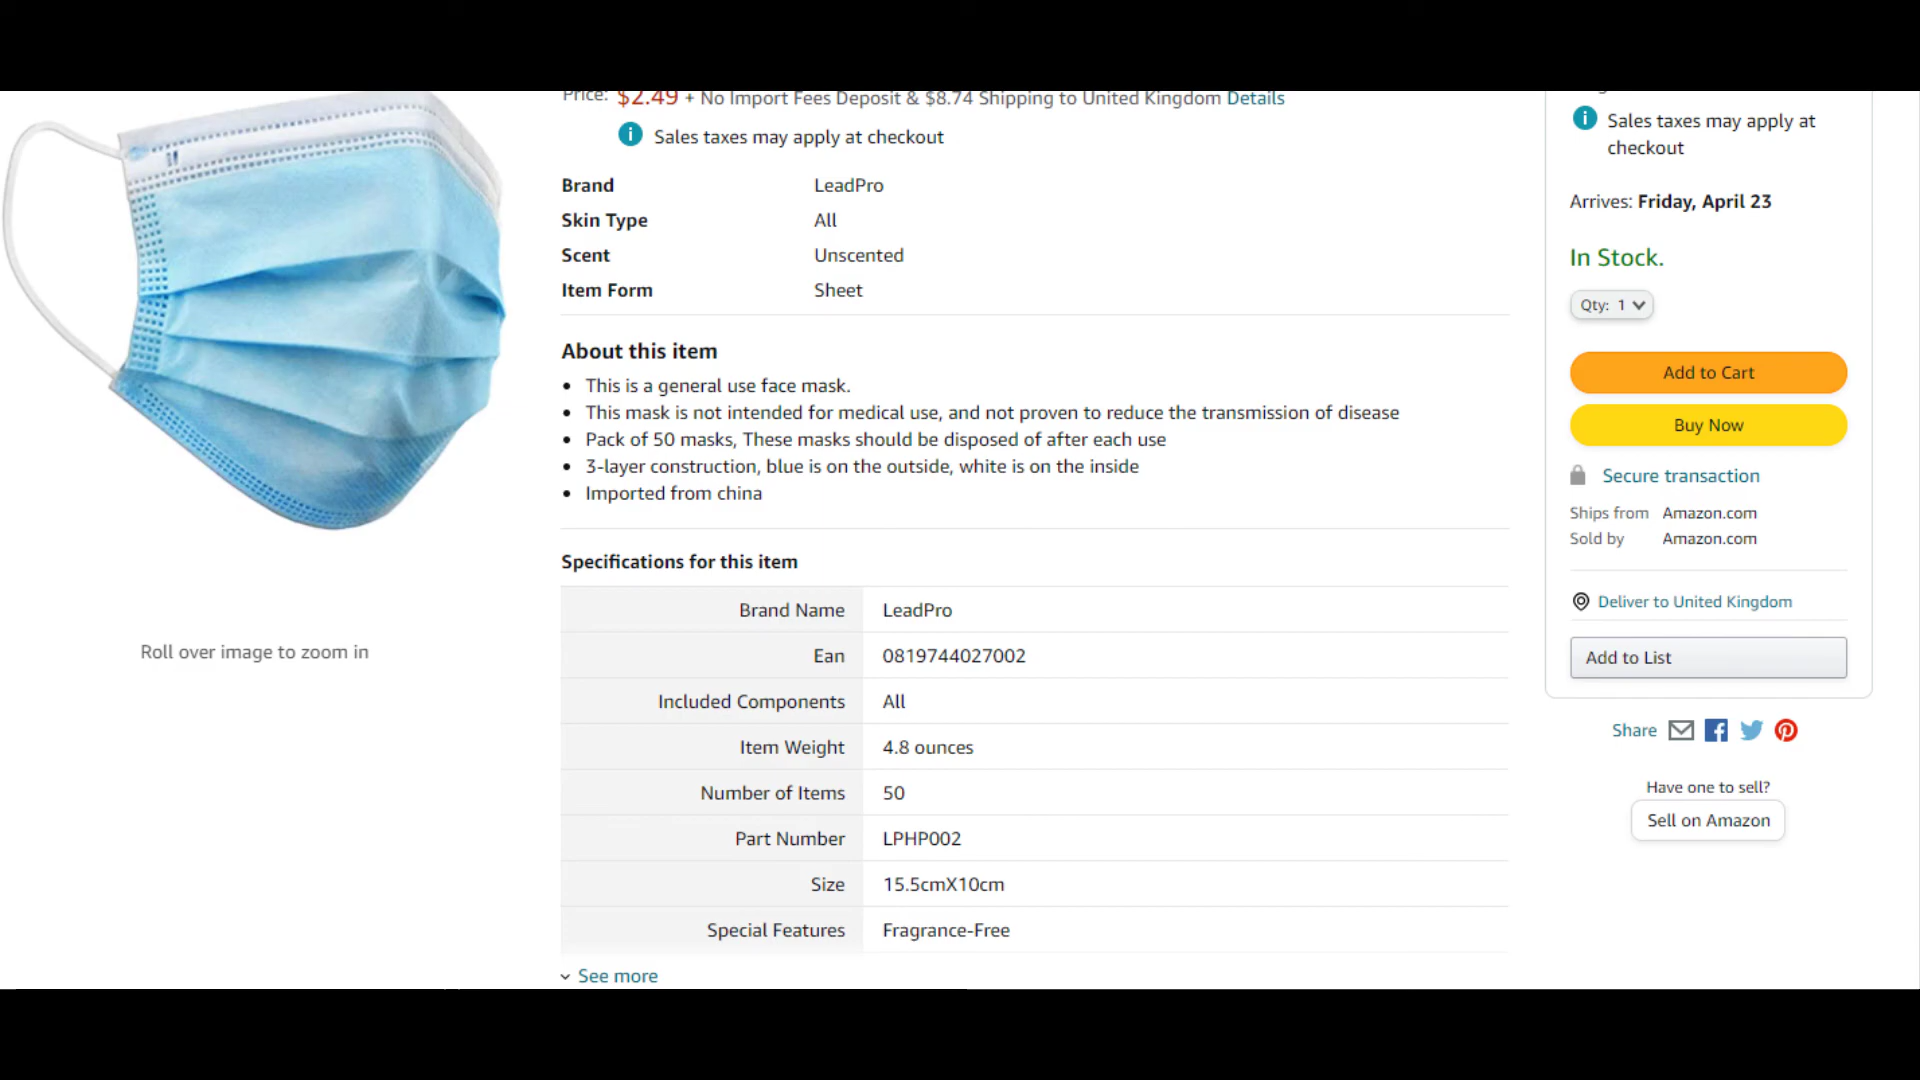 Price: $2.49 + No Import Fees Deposit & $8.74 Shipping to United Kingdom Details
Sales taxes may apply at checkout
Brand LeadPro
Skin Type All
Scent Unscented
Item Form Sheet
About this item
• This is a general use face mask.
• This mask is not intended for medical use, and not proven to reduce the transmission of disease
• Pack of 50 masks, These masks should be disposed of after each use
• 3-layer construction, blue is on the outside, white is on the inside
• Imported from china
Specifications for this item
Brand Name LeadPro
Ean 0819744027002
Included Components All
Item Weight 4.8 ounces
Number of Items 50
Part Number LPHP002
Size 15.5cmX10cm
Special Features Fragrance-Free
See more
Roll over image to zoom in
Sales taxes may apply at
checkout
Arrives: Friday, April 23
In Stock.
Qty: 1
Add to Cart
Buy Now
Secure transaction
Ships from Amazon.com
Sold by Amazon.com
Deliver to United Kingdom
Add to List
Share
Have one to sell?
Sell on Amazon